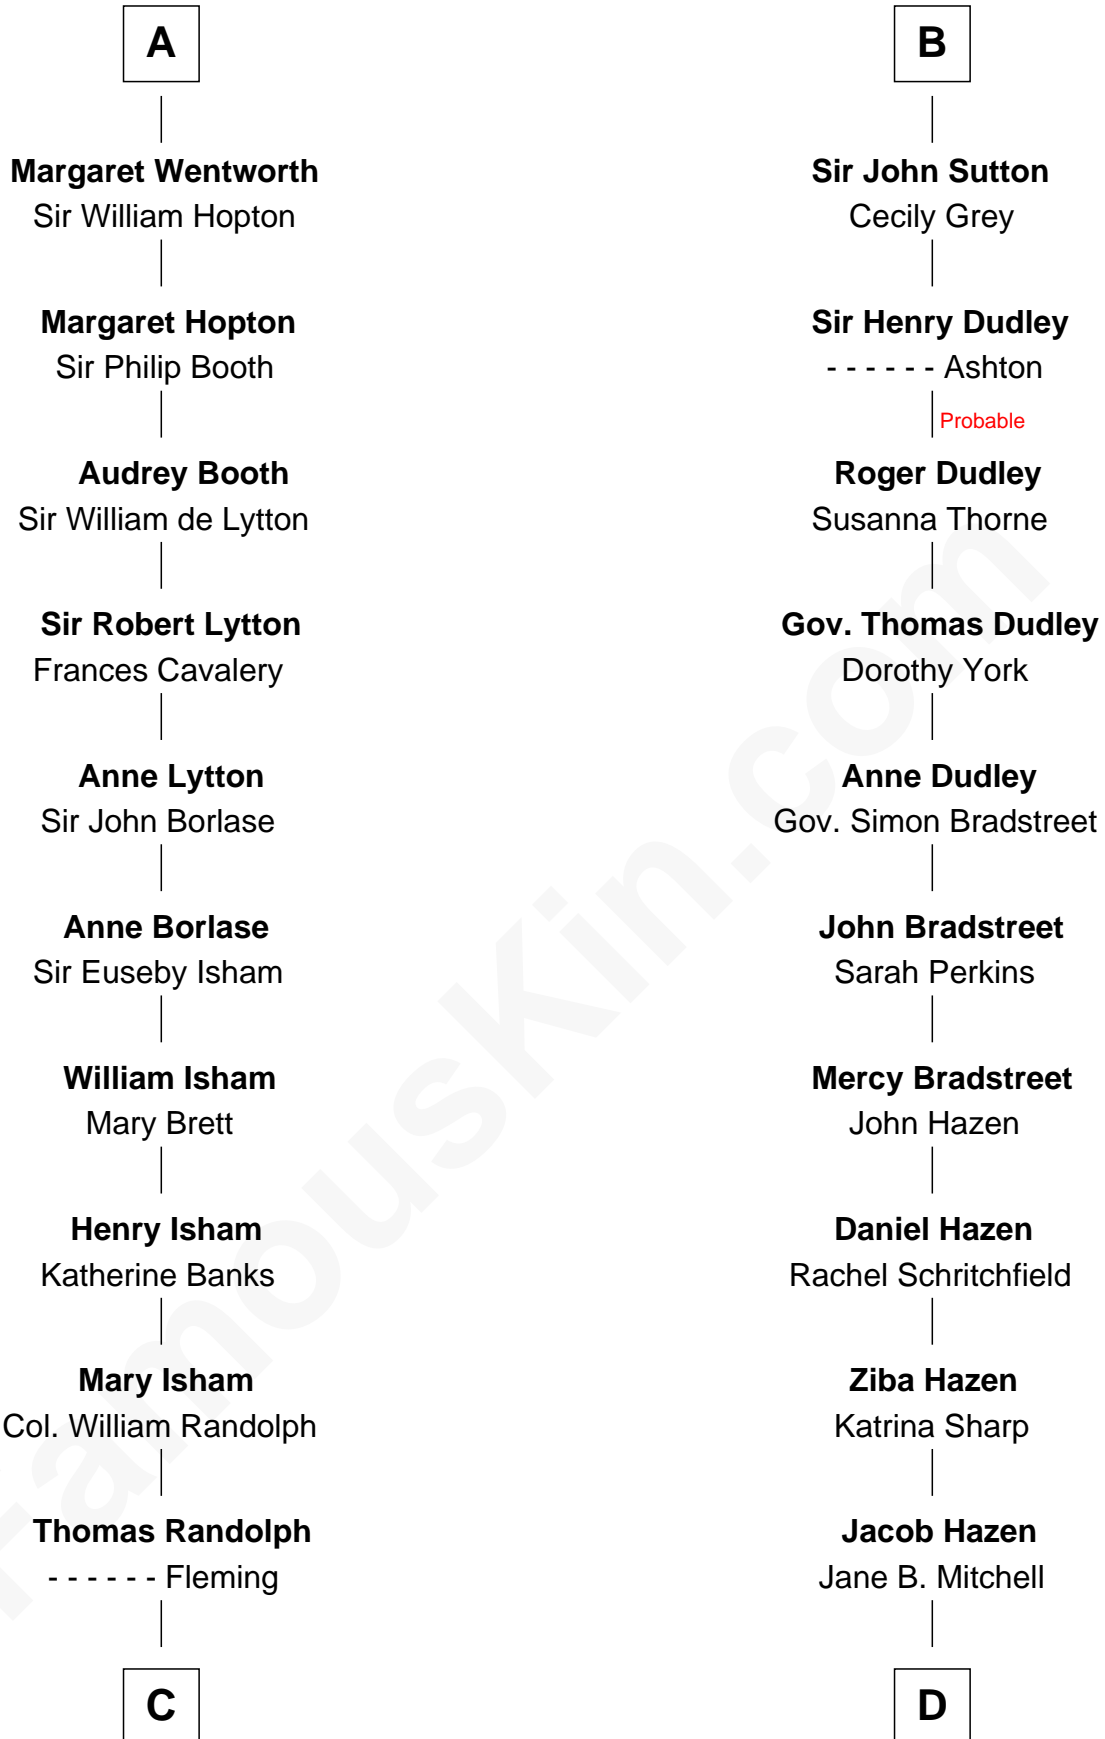 A
Margaret Wentworth
Sir William Hopton
Margaret Hopton
Sir Philip Booth
Audrey Booth
Sir William de Lytton
Sir Robert Lytton
Frances Cavalery
Anne Lytton
Sir John Borlase
Anne Borlase
Sir Euseby Isham
William Isham
Mary Brett
Henry Isham
Katherine Banks
Mary Isham
Col. William Randolph
Thomas Randolph
- - - - - - Fleming
C
B
Sir John Sutton
Cecily Grey
Sir Henry Dudley
- - - - - - Ashton
Probable
Roger Dudley
Susanna Thorne
Gov. Thomas Dudley
Dorothy York
Anne Dudley
Gov. Simon Bradstreet
John Bradstreet
Sarah Perkins
Mercy Bradstreet
John Hazen
Daniel Hazen
Rachel Schritchfield
Ziba Hazen
Katrina Sharp
Jacob Hazen
Jane B. Mitchell
D
FamousKin.com